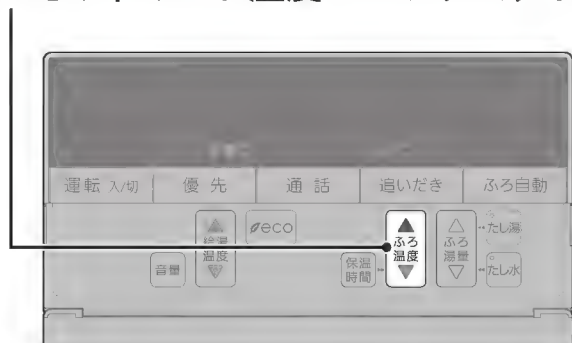 運転 入/切 優先 通話 追いだき ふろ自動
給湯温度
eco
音量
保温時間
ふろ温度
ふろ湯量
たし湯
たし水